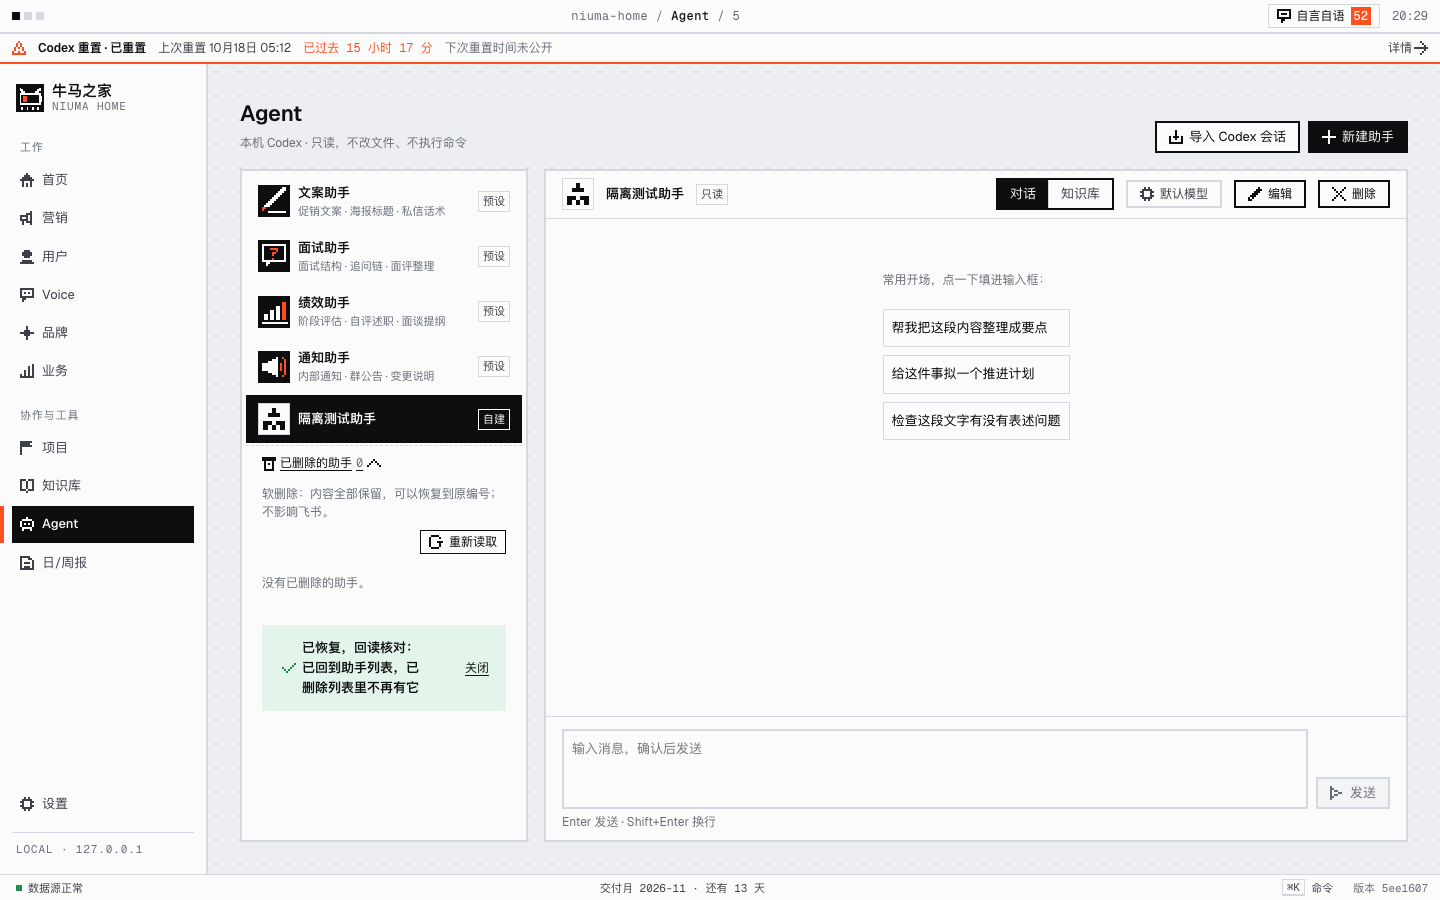 niuma-home / Agent / 5
自言自语 52
20:29
Codex 重置 · 已重置 上次重置 10月18日 05:12 已过去 15 小时 17 分 下次重置时间未公开
详情
牛马之家
NIUMA HOME
工作
首页
营销
用户
Voice
品牌
业务
协作与工具
项目
知识库
Agent
日/周报
设置
LOCAL · 127.0.0.1
Agent
本机 Codex · 只读，不改文件、不执行命令
导入 Codex 会话
新建助手
文案助手
促销文案 · 海报标题 · 私信话术
预设
面试助手
面试结构 · 追问链 · 面评整理
预设
绩效助手
阶段评估 · 自评述职 · 面谈提纲
预设
通知助手
内部通知 · 群公告 · 变更说明
预设
隔离测试助手
自建
已删除的助手 0
软删除：内容全部保留，可以恢复到原编号；
不影响飞书。
重新读取
没有已删除的助手。
已恢复，回读核对：
已回到助手列表，已
删除列表里不再有它
关闭
隔离测试助手
只读
对话
知识库
默认模型
编辑
删除
常用开场，点一下填进输入框：
帮我把这段内容整理成要点
给这件事拟一个推进计划
检查这段文字有没有表述问题
输入消息，确认后发送
发送
Enter 发送 · Shift+Enter 换行
数据源正常
交付月 2026-11 · 还有 13 天
⌘K 命令
版本 5ee1607